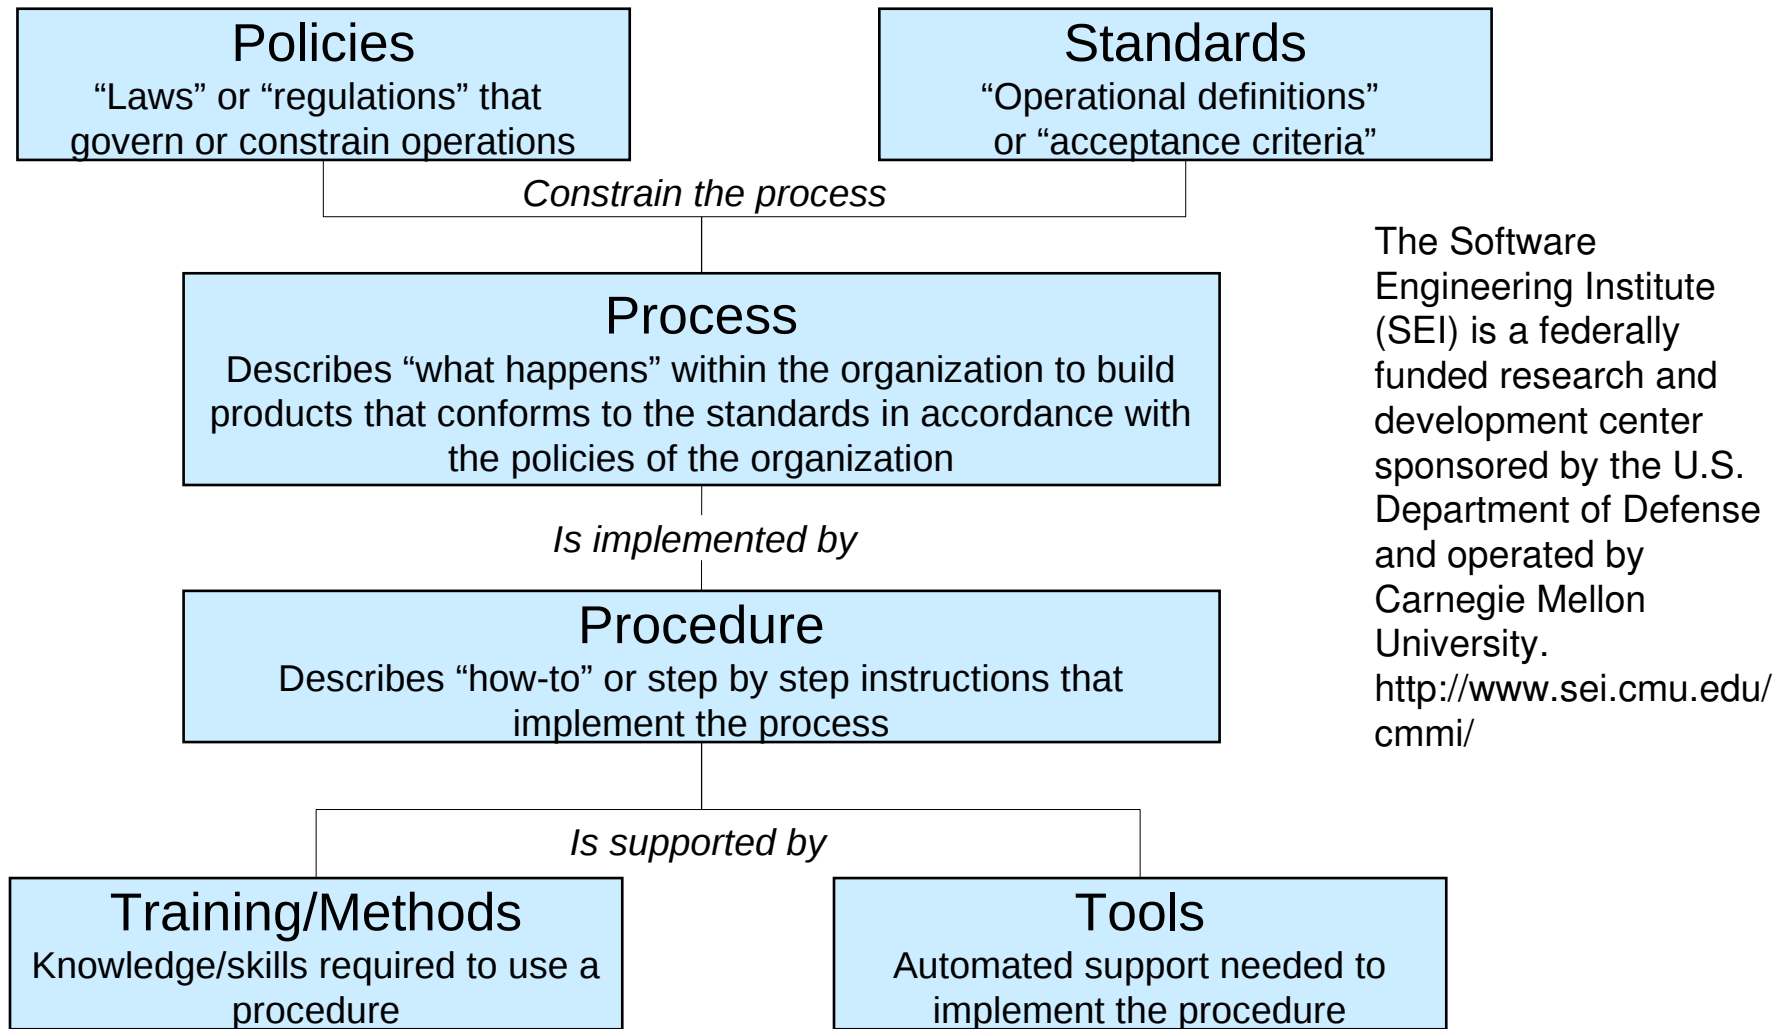 Policies
“Laws” or “regulations” that
govern or constrain operations
Standards
“Operational definitions”
or “acceptance criteria”
Constrain the process
Process
Describes “what happens” within the organization to build
products that conforms to the standards in accordance with
the policies of the organization
Is implemented by
Procedure
Describes “how-to” or step by step instructions that
implement the process
Is supported by
Training/Methods
Knowledge/skills required to use a
procedure
Tools
Automated support needed to
implement the procedure
The Software
Engineering Institute
(SEI) is a federally
funded research and
development center
sponsored by the U.S.
Department of Defense
and operated by
Carnegie Mellon
University.
http://www.sei.cmu.edu/
cmmi/